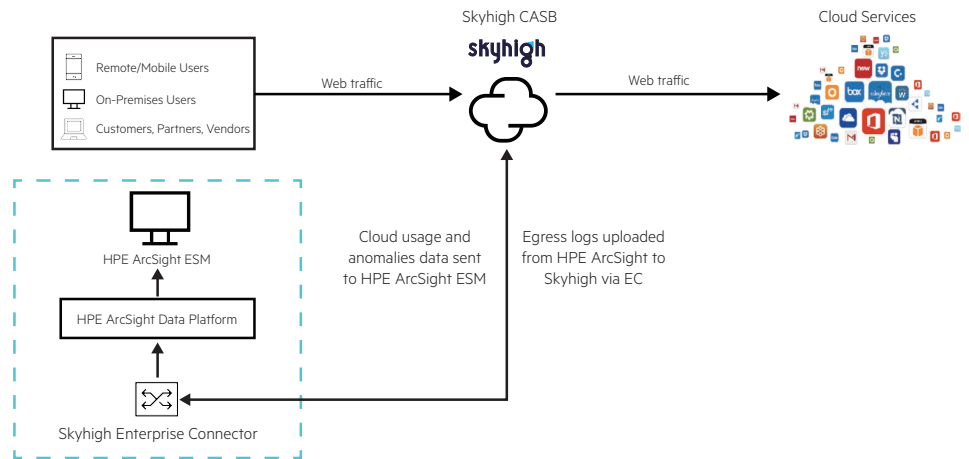 Skyhigh CASB
Cloud Services
skyhigh
Remote/Mobile Users
On-Premises Users
Customers, Partners, Vendors
Web traffic
Web traffic
new
box
salesforce
HPE ArcSight ESM
HPE ArcSight Data Platform
Skyhigh Enterprise Connector
Cloud usage and
anomalies data sent
to HPE ArcSight ESM
Egress logs uploaded
from HPE ArcSight to
Skyhigh via EC